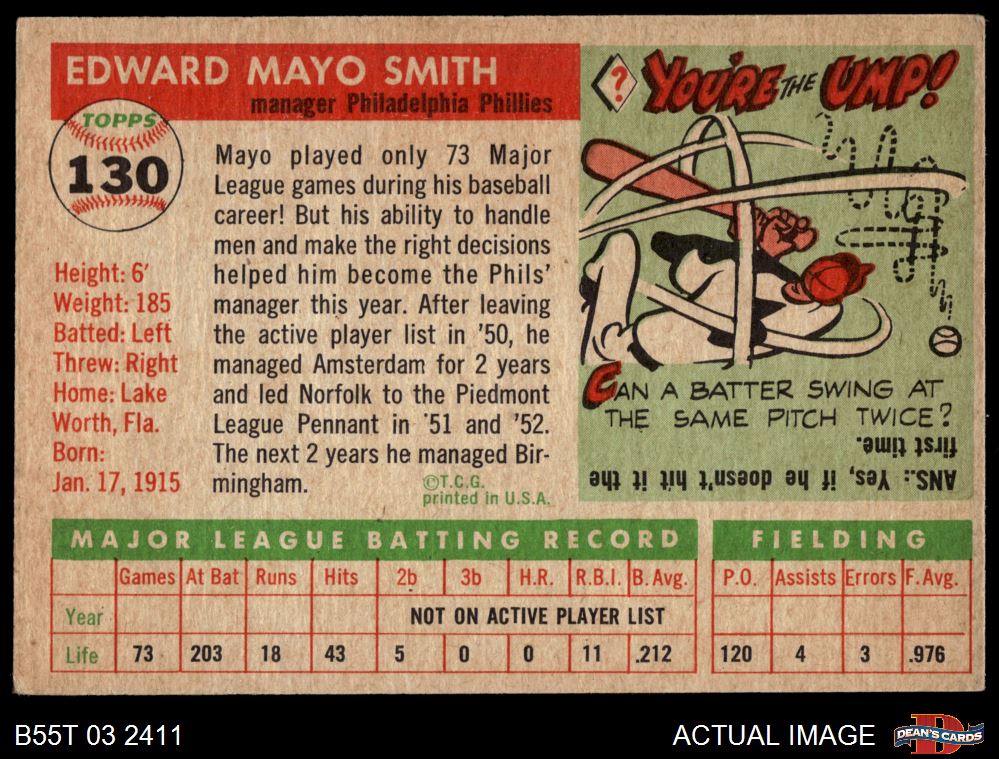 EDWARD MAYO SMITH
manager Philadelphia Phillies
TOPPS
130
Mayo played only 73 Major
League games during his baseball
career! But his ability to handle
men and make the right decisions
helped him become the Phils'
manager this year. After leaving
the active player list in '50, he
managed Amsterdam for 2 years
and led Norfolk to the Piedmont
League Pennant in '51 and '52.
The next 2 years he managed Bir-
mingham.
©T.C.G.
printed in U.S.A.
Height: 6'
Weight: 185
Batted: Left
Threw: Right
Home: Lake
Worth, Fla.
Born:
Jan. 17, 1915
? YOU'RE THE UMP!
CAN A BATTER SWING AT
THE SAME PITCH TWICE?
ANS.: Yes, if he doesn't hit it the
first time.
MAJOR LEAGUE BATTING RECORD
Games At Bat Runs Hits 2b 3b H.R. R.B.I. B. Avg.
Year NOT ON ACTIVE PLAYER LIST
Life 73 203 18 43 5 0 0 11 .212
FIELDING
P.O. Assists Errors F. Avg.
120 4 3 .976
B55T 03 2411
ACTUAL IMAGE
DEAN'S CARDS